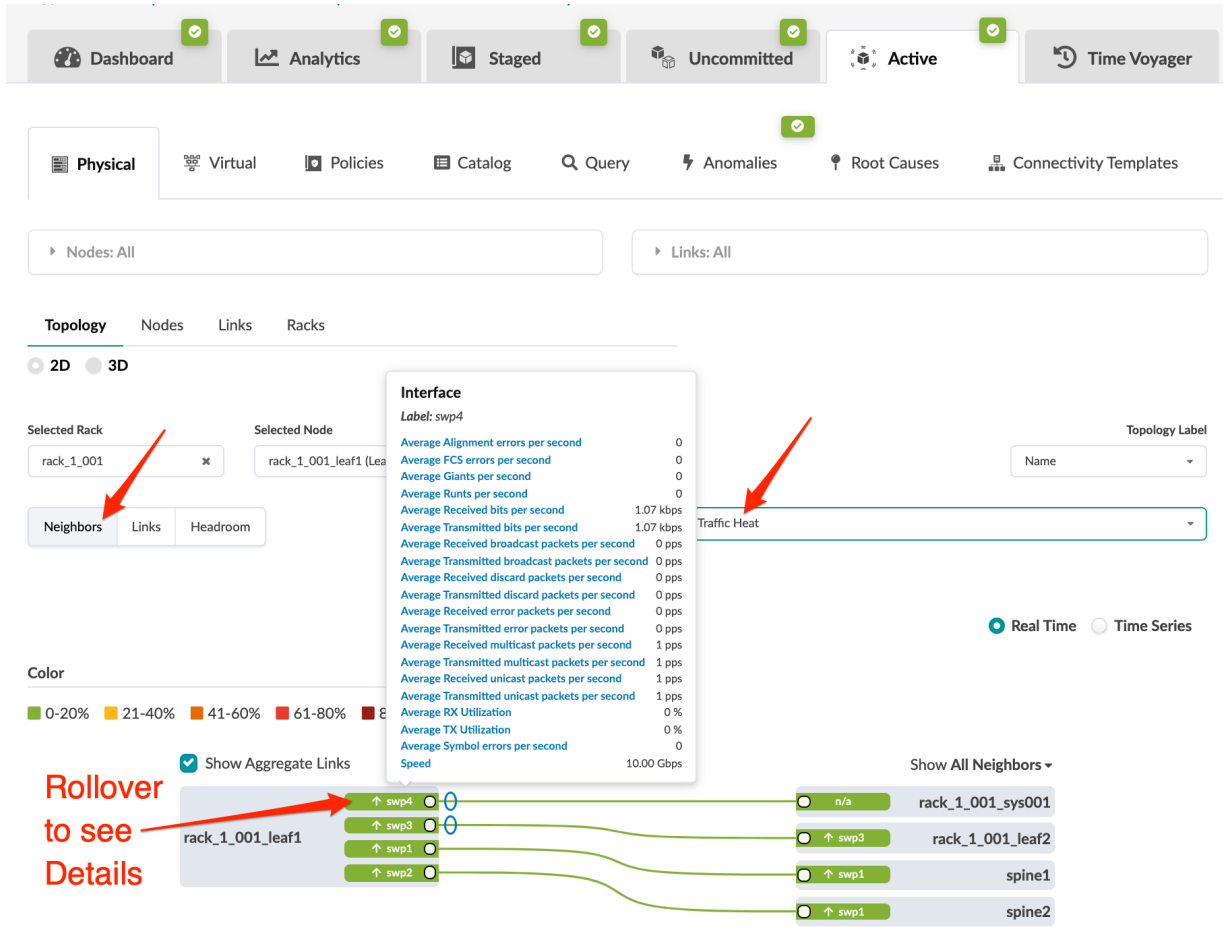 Dashboard
Analytics
Staged
Uncommitted
Active
Time Voyager
Physical
Virtual
Policies
Catalog
Query
Anomalies
Root Causes
Connectivity Templates
Nodes: All
Links: All
Topology
Nodes
Links
Racks
2D
3D
Selected Rack
Selected Node
Topology Label
rack_1_001
rack_1_001_leaf1 (Lea
Name
Neighbors
Links
Headroom
Traffic Heat
Interface
Label: swp4
Average Alignment errors per second 0
Average FCS errors per second 0
Average Giants per second 0
Average Runts per second 0
Average Received bits per second 1.07 kbps
Average Transmitted bits per second 1.07 kbps
Average Received broadcast packets per second 0 pps
Average Transmitted broadcast packets per second 0 pps
Average Received discard packets per second 0 pps
Average Transmitted discard packets per second 0 pps
Average Received error packets per second 0 pps
Average Transmitted error packets per second 0 pps
Average Received multicast packets per second 1 pps
Average Transmitted multicast packets per second 1 pps
Average Received unicast packets per second 1 pps
Average Transmitted unicast packets per second 1 pps
Average RX Utilization 0 %
Average TX Utilization 0 %
Average Symbol errors per second 0
Speed 10.00 Gbps
Real Time
Time Series
Color
0-20%
21-40%
41-60%
61-80%
8
Show Aggregate Links
Show All Neighbors
Rollover
to see
Details
rack_1_001_leaf1
swp4
swp3
swp1
swp2
n/a
rack_1_001_sys001
swp3
rack_1_001_leaf2
swp1
spine1
swp1
spine2